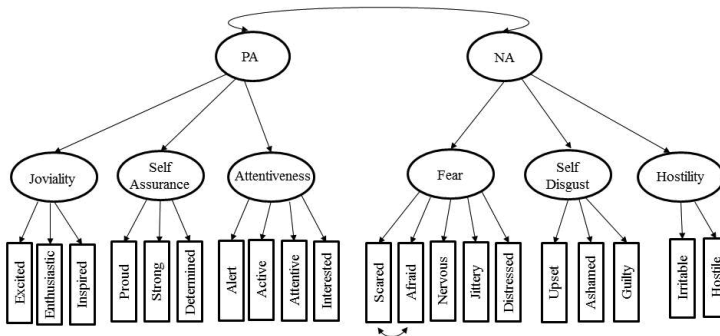 PA
NA
Joviality
Self
Assurance
Attentiveness
Fear
Self
Disgust
Hostility
Excited
Enthusiastic
Inspired
Proud
Strong
Determined
Alert
Active
Attentive
Interested
Scared
Afraid
Nervous
Jittery
Distressed
Upset
Ashamed
Guilty
Irritable
Hostile